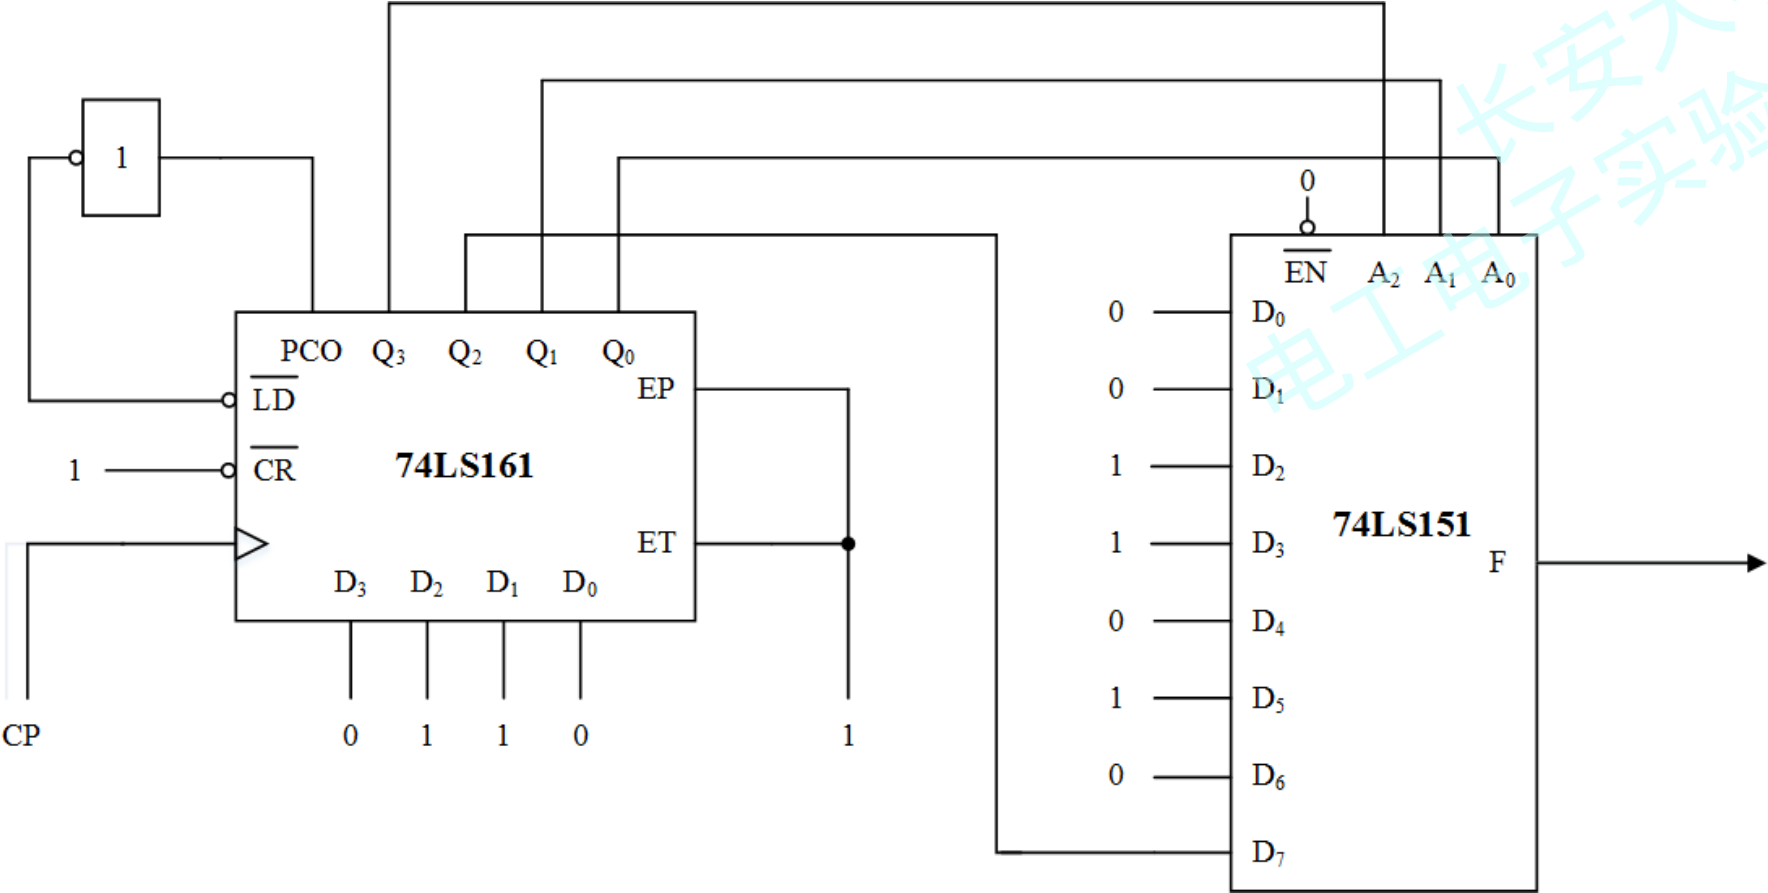 1
0
EN A₂ A₁ A₀
0 D₀
PCO Q₃ Q₂ Q₁ Q₀
EP
0 D₁
LD
1 CR
74LS161
1 D₂
74LS151
ET
1 D₃
F
D₃ D₂ D₁ D₀
0 D₄
1 D₅
CP 0 1 1 0 1
0 D₆
D₇
长安大
电工电子实验